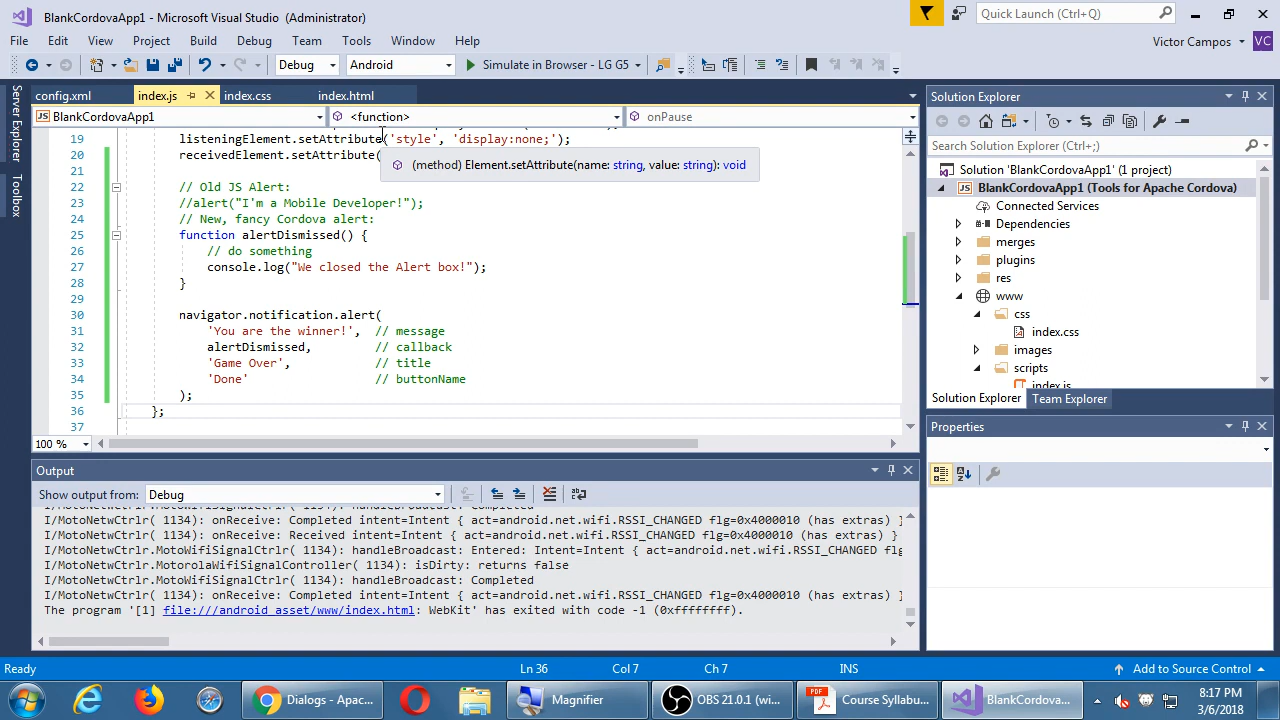 BlankCordovaApp1 - Microsoft Visual Studio (Administrator)
Quick Launch (Ctrl+Q)
File Edit View Project Build Debug Team Tools Window Help
Victor Campos VC
Debug Android Simulate in Browser - LG G5
Server Explorer
Toolbox
config.xml index.js index.css index.html
BlankCordovaApp1 <function> onPause
19 listeningElement.setAttribute('style', 'display:none;');
20 receivedElement.setAttribute(
(method) Element.setAttribute(name: string, value: string): void
21
22 // Old JS Alert:
23 //alert("I'm a Mobile Developer!");
24 // New, fancy Cordova alert:
25 function alertDismissed() {
26 // do something
27 console.log("We closed the Alert box!");
28 }
29
30 navigator.notification.alert(
31 'You are the winner!', // message
32 alertDismissed, // callback
33 'Game Over', // title
34 'Done' // buttonName
35 );
36 };
37
100 %
Solution Explorer
Search Solution Explorer (Ctrl+;)
Solution 'BlankCordovaApp1' (1 project)
BlankCordovaApp1 (Tools for Apache Cordova)
Connected Services
Dependencies
merges
plugins
res
www
css
index.css
images
scripts
index.js
Solution Explorer Team Explorer
Properties
Output
Show output from: Debug
I/MotoNetwCtrlr.MotoWifiSignalCtrlr( 1134): handleBroadcast: Completed
I/MotoNetwCtrlr( 1134): onReceive: Completed intent=Intent { act=android.net.wifi.RSSI_CHANGED flg=0x4000010 (has extras) }
I/MotoNetwCtrlr( 1134): onReceive: Received intent=Intent { act=android.net.wifi.RSSI_CHANGED flg=0x4000010 (has extras) }
I/MotoNetwCtrlr.MotoWifiSignalCtrlr( 1134): handleBroadcast: Entered: Intent=Intent { act=android.net.wifi.RSSI_CHANGED flg
I/MotoNetwCtrlr.MotorolaWifiSignalController( 1134): isDirty: returns false
I/MotoNetwCtrlr.MotoWifiSignalCtrlr( 1134): handleBroadcast: Completed
I/MotoNetwCtrlr( 1134): onReceive: Completed intent=Intent { act=android.net.wifi.RSSI_CHANGED flg=0x4000010 (has extras) }
The program '[1] file:///android_asset/www/index.html: WebKit' has exited with code -1 (0xffffffff).
Ready Ln 36 Col 7 Ch 7 INS Add to Source Control
Dialogs - Apac... Magnifier OBS 21.0.1 (wi... PDF Course Syllabu... BlankCordova... 8:17 PM
3/6/2018